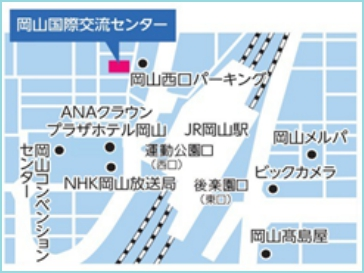 岡山国際交流センター
岡山西口パーキング
ANAクラウン
プラザホテル岡山
JR岡山駅
岡山コンベンション
センター
運動公園口
(西口)
岡山メルパ
NHK岡山放送局
後楽園口
(東口)
ビックカメラ
岡山髙島屋